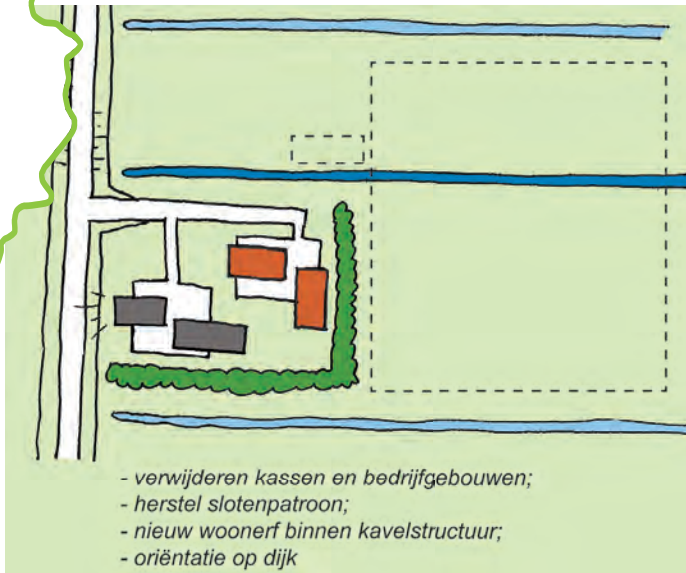 - verwijderen kassen en bedrijfgebouwen;
- herstel slotenpatroon;
- nieuw woonerf binnen kavelstructuur;
- oriëntatie op dijk